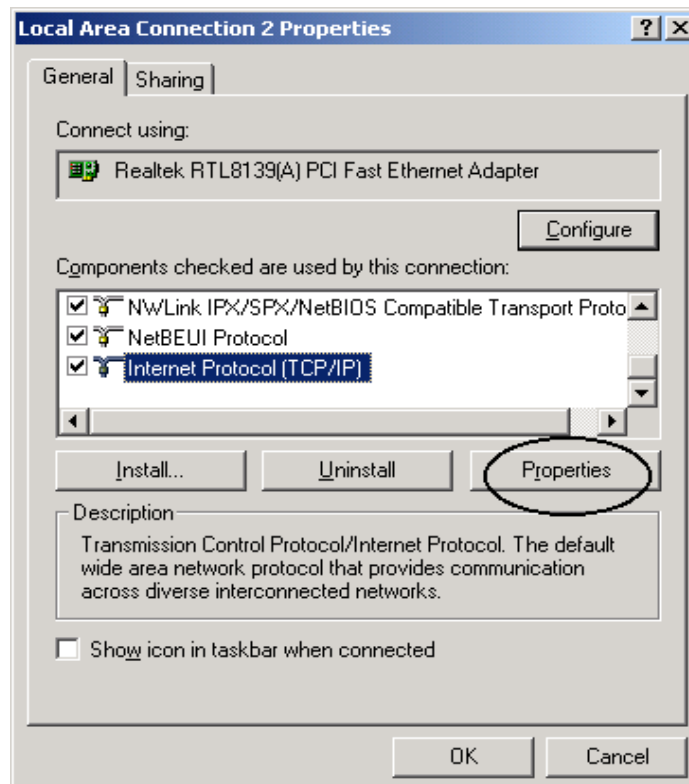 Local Area Connection 2 Properties
General Sharing
Connect using:
Realtek RTL8139(A) PCI Fast Ethernet Adapter
Configure
Components checked are used by this connection:
NWLink IPX/SPX/NetBIOS Compatible Transport Proto
NetBEUI Protocol
Internet Protocol (TCP/IP)
Install... Uninstall Properties
Description
Transmission Control Protocol/Internet Protocol. The default
wide area network protocol that provides communication
across diverse interconnected networks.
Show icon in taskbar when connected
OK Cancel